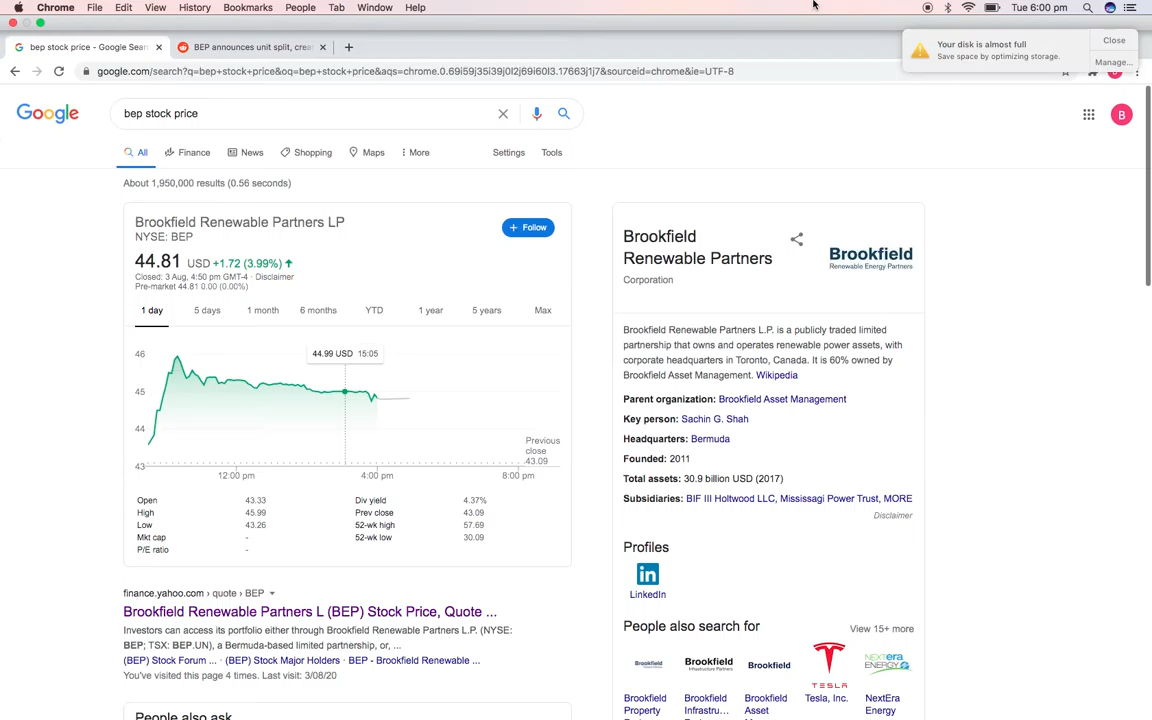 Chrome File Edit View History Bookmarks People Tab Window Help Tue 6:00 pm
bep stock price - Google Sear BEP announces unit split, creat
Your disk is almost full
Save space by optimizing storage.
Close
Manage...
google.com/search?q=bep+stock+price&oq=bep+stock+price&aqs=chrome.0.69i59j35i39j0l2j69i60l3.17663j1j7&sourceid=chrome&ie=UTF-8
Google
bep stock price
B
All Finance News Shopping Maps More Settings Tools
About 1,950,000 results (0.56 seconds)
Brookfield Renewable Partners LP
NYSE: BEP
+ Follow
44.81 USD +1.72 (3.99%)
Closed: 3 Aug, 4:50 pm GMT-4 · Disclaimer
Pre-market 44.81 0.00 (0.00%)
1 day 5 days 1 month 6 months YTD 1 year 5 years Max
44.99 USD 15:05
46
45
44
43
Previous
close
43.09
12:00 pm 4:00 pm 8:00 pm
Open 43.33 Div yield 4.37%
High 45.99 Prev close 43.09
Low 43.26 52-wk high 57.69
Mkt cap - 52-wk low 30.09
P/E ratio -
finance.yahoo.com › quote › BEP
Brookfield Renewable Partners L (BEP) Stock Price, Quote ...
Investors can access its portfolio either through Brookfield Renewable Partners L.P. (NYSE:
BEP; TSX: BEP.UN), a Bermuda-based limited partnership, or, ...
(BEP) Stock Forum ... · (BEP) Stock Major Holders · BEP - Brookfield Renewable ...
You've visited this page 4 times. Last visit: 3/08/20
People also ask
Brookfield
Renewable Partners
Corporation
Brookfield
Renewable Energy Partners
Brookfield Renewable Partners L.P. is a publicly traded limited
partnership that owns and operates renewable power assets, with
corporate headquarters in Toronto, Canada. It is 60% owned by
Brookfield Asset Management. Wikipedia
Parent organization: Brookfield Asset Management
Key person: Sachin G. Shah
Headquarters: Bermuda
Founded: 2011
Total assets: 30.9 billion USD (2017)
Subsidiaries: BIF III Holtwood LLC, Mississagi Power Trust, MORE
Disclaimer
Profiles
LinkedIn
People also search for View 15+ more
Brookfield Brookfield Brookfield TESLA NEXTera ENERGY
Brookfield Brookfield Brookfield Tesla, Inc. NextEra
Property Infrastru... Asset Energy